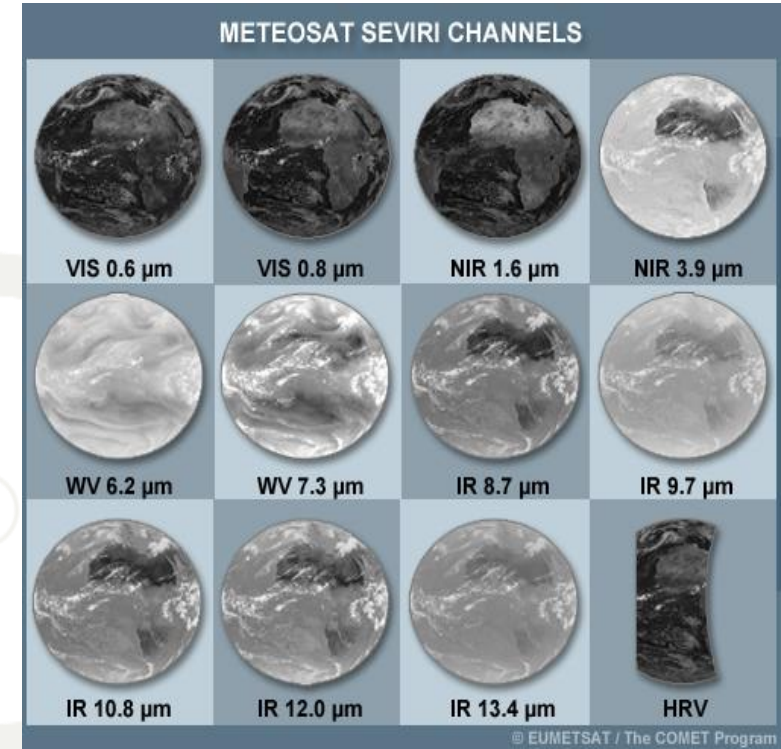 METEOSAT SEVIRI CHANNELS
VIS 0.6 µm
VIS 0.8 µm
NIR 1.6 µm
NIR 3.9 µm
WV 6.2 µm
WV 7.3 µm
IR 8.7 µm
IR 9.7 µm
IR 10.8 µm
IR 12.0 µm
IR 13.4 µm
HRV
© EUMETSAT / The COMET Program